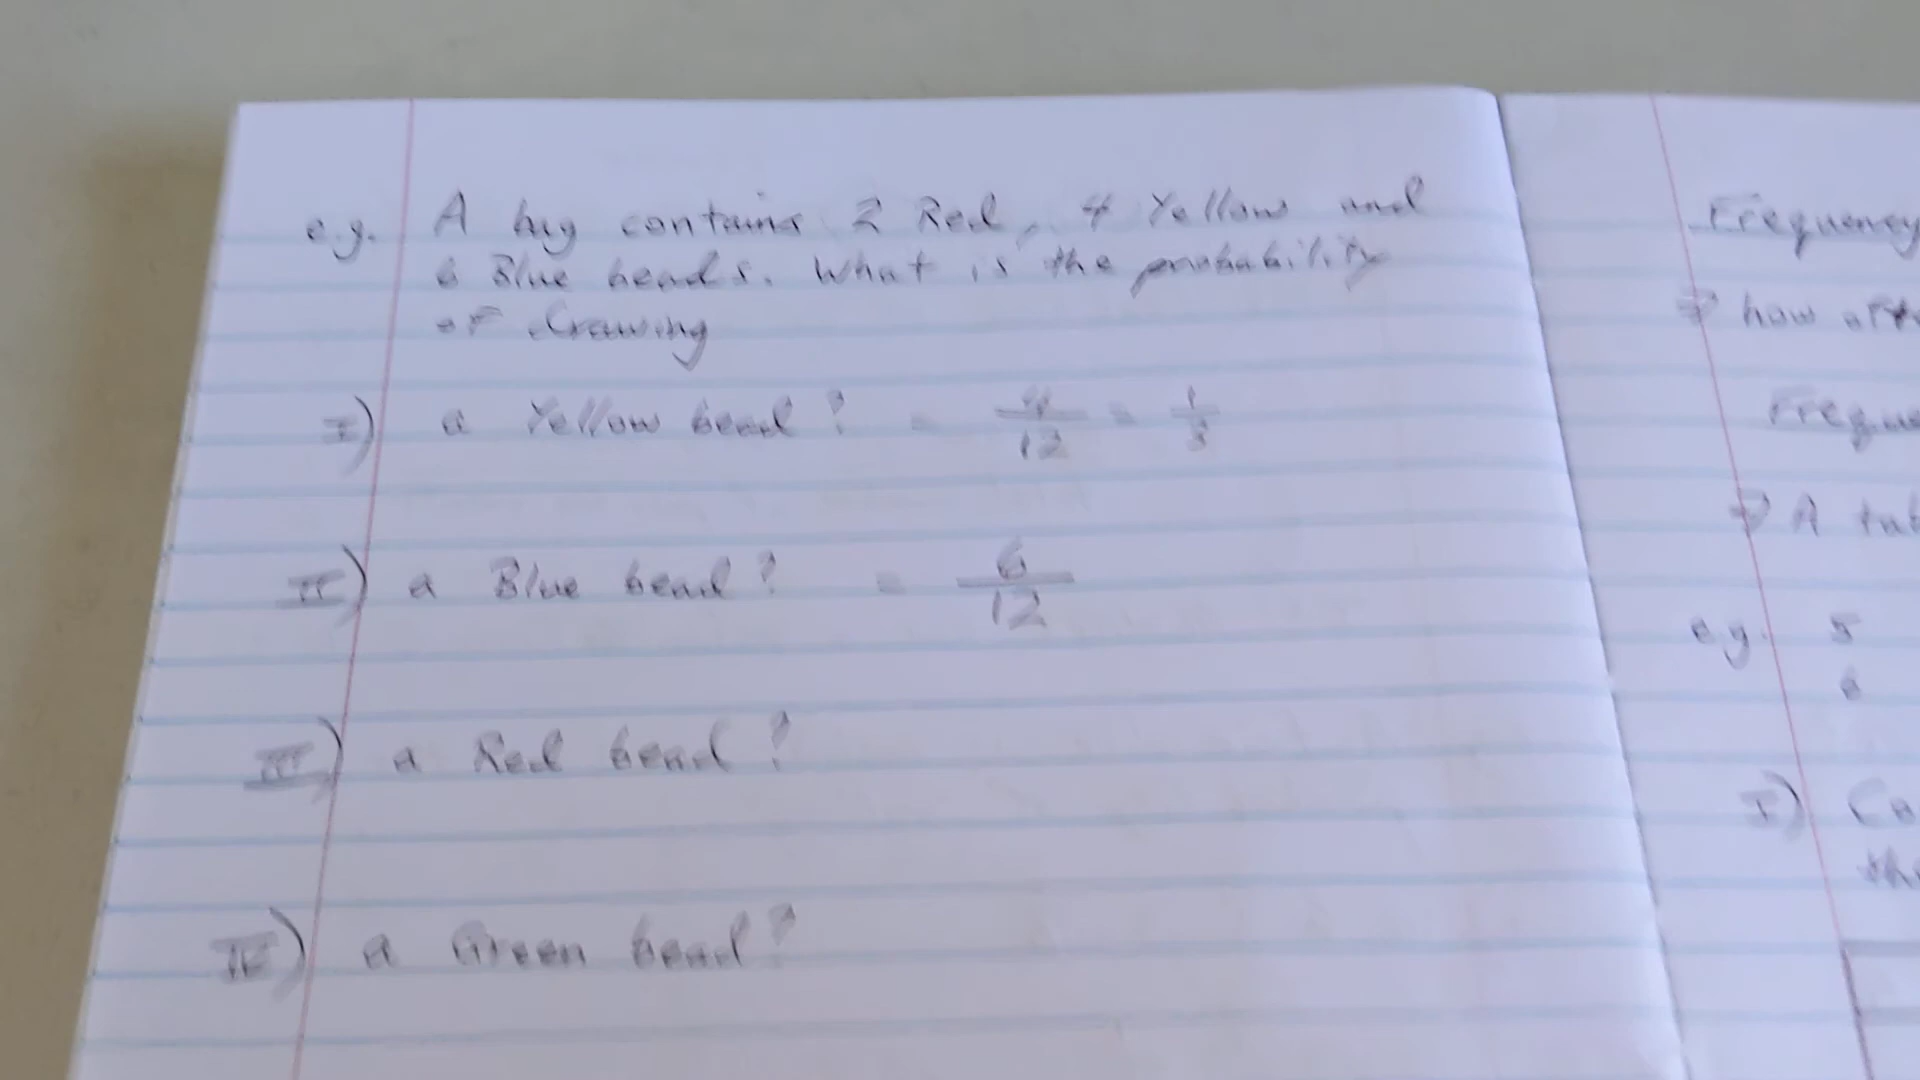 e.g. A bag contains 2 Red, 4 Yellow and
6 Blue beads. What is the probability
of drawing
I) a Yellow bead? = 4/12 = 1/3
II) a Blue bead? = 6/12
III) a Red bead?
IV) a Green bead?
Frequency
⇒ how
⇒ A
e.g. 5
6
I)